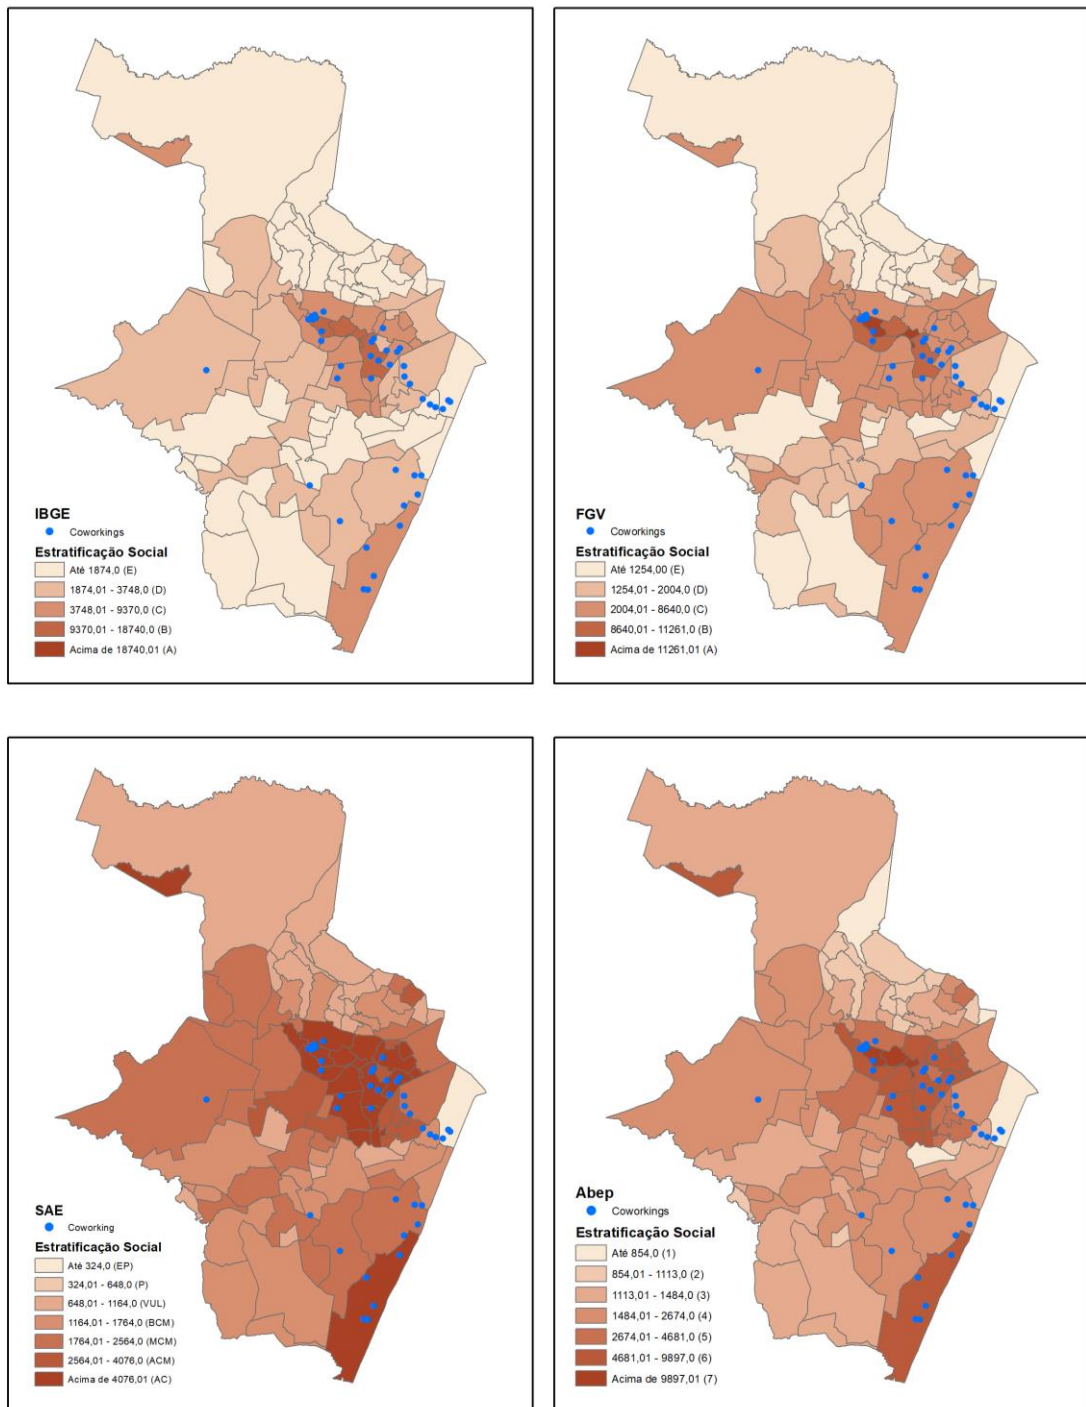 IBGE
Coworkings
Estratificação Social
Até 1874,0 (E)
1874,01 - 3748,0 (D)
3748,01 - 9370,0 (C)
9370,01 - 18740,0 (B)
Acima de 18740,01 (A)
FGV
Coworkings
Estratificação Social
Até 1254,00 (E)
1254,01 - 2004,0 (D)
2004,01 - 8640,0 (C)
8640,01 - 11261,0 (B)
Acima de 11261,01 (A)
SAE
Coworking
Estratificação Social
Até 324,0 (EP)
324,01 - 648,0 (P)
648,01 - 1164,0 (VUL)
1164,01 - 1764,0 (BCM)
1764,01 - 2564,0 (MCM)
2564,01 - 4076,0 (ACM)
Acima de 4076,01 (AC)
Abep
Coworkings
Estratificação Social
Até 854,0 (1)
854,01 - 1113,0 (2)
1113,01 - 1484,0 (3)
1484,01 - 2674,0 (4)
2674,01 - 4681,0 (5)
4681,01 - 9897,0 (6)
Acima de 9897,01 (7)